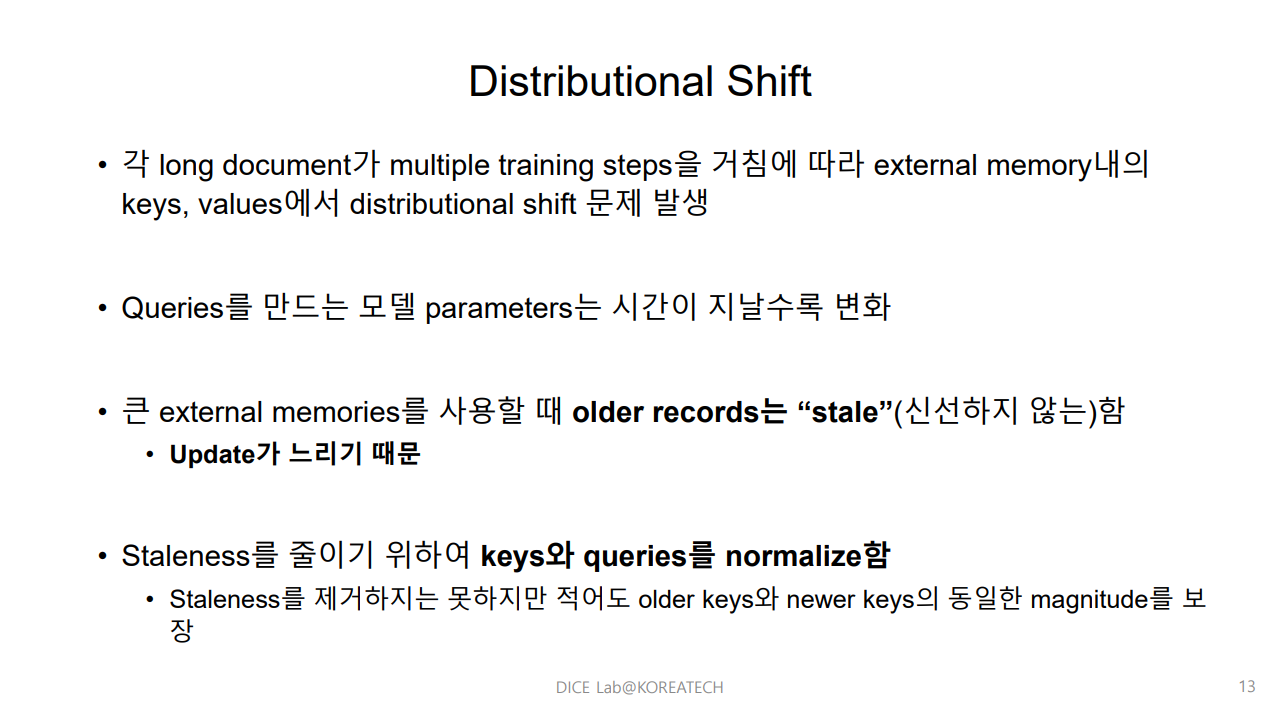 Distributional Shift
• 각 long document가 multiple training steps을 거침에 따라 external memory내의
keys, values에서 distributional shift 문제 발생
• Queries를 만드는 모델 parameters는 시간이 지날수록 변화
• 큰 external memories를 사용할 때 older records는 “stale”(신선하지 않는)함
• Update가 느리기 때문
• Staleness를 줄이기 위하여 keys와 queries를 normalize함
• Staleness를 제거하지는 못하지만 적어도 older keys와 newer keys의 동일한 magnitude를 보
장
DICE Lab@KOREATECH
13